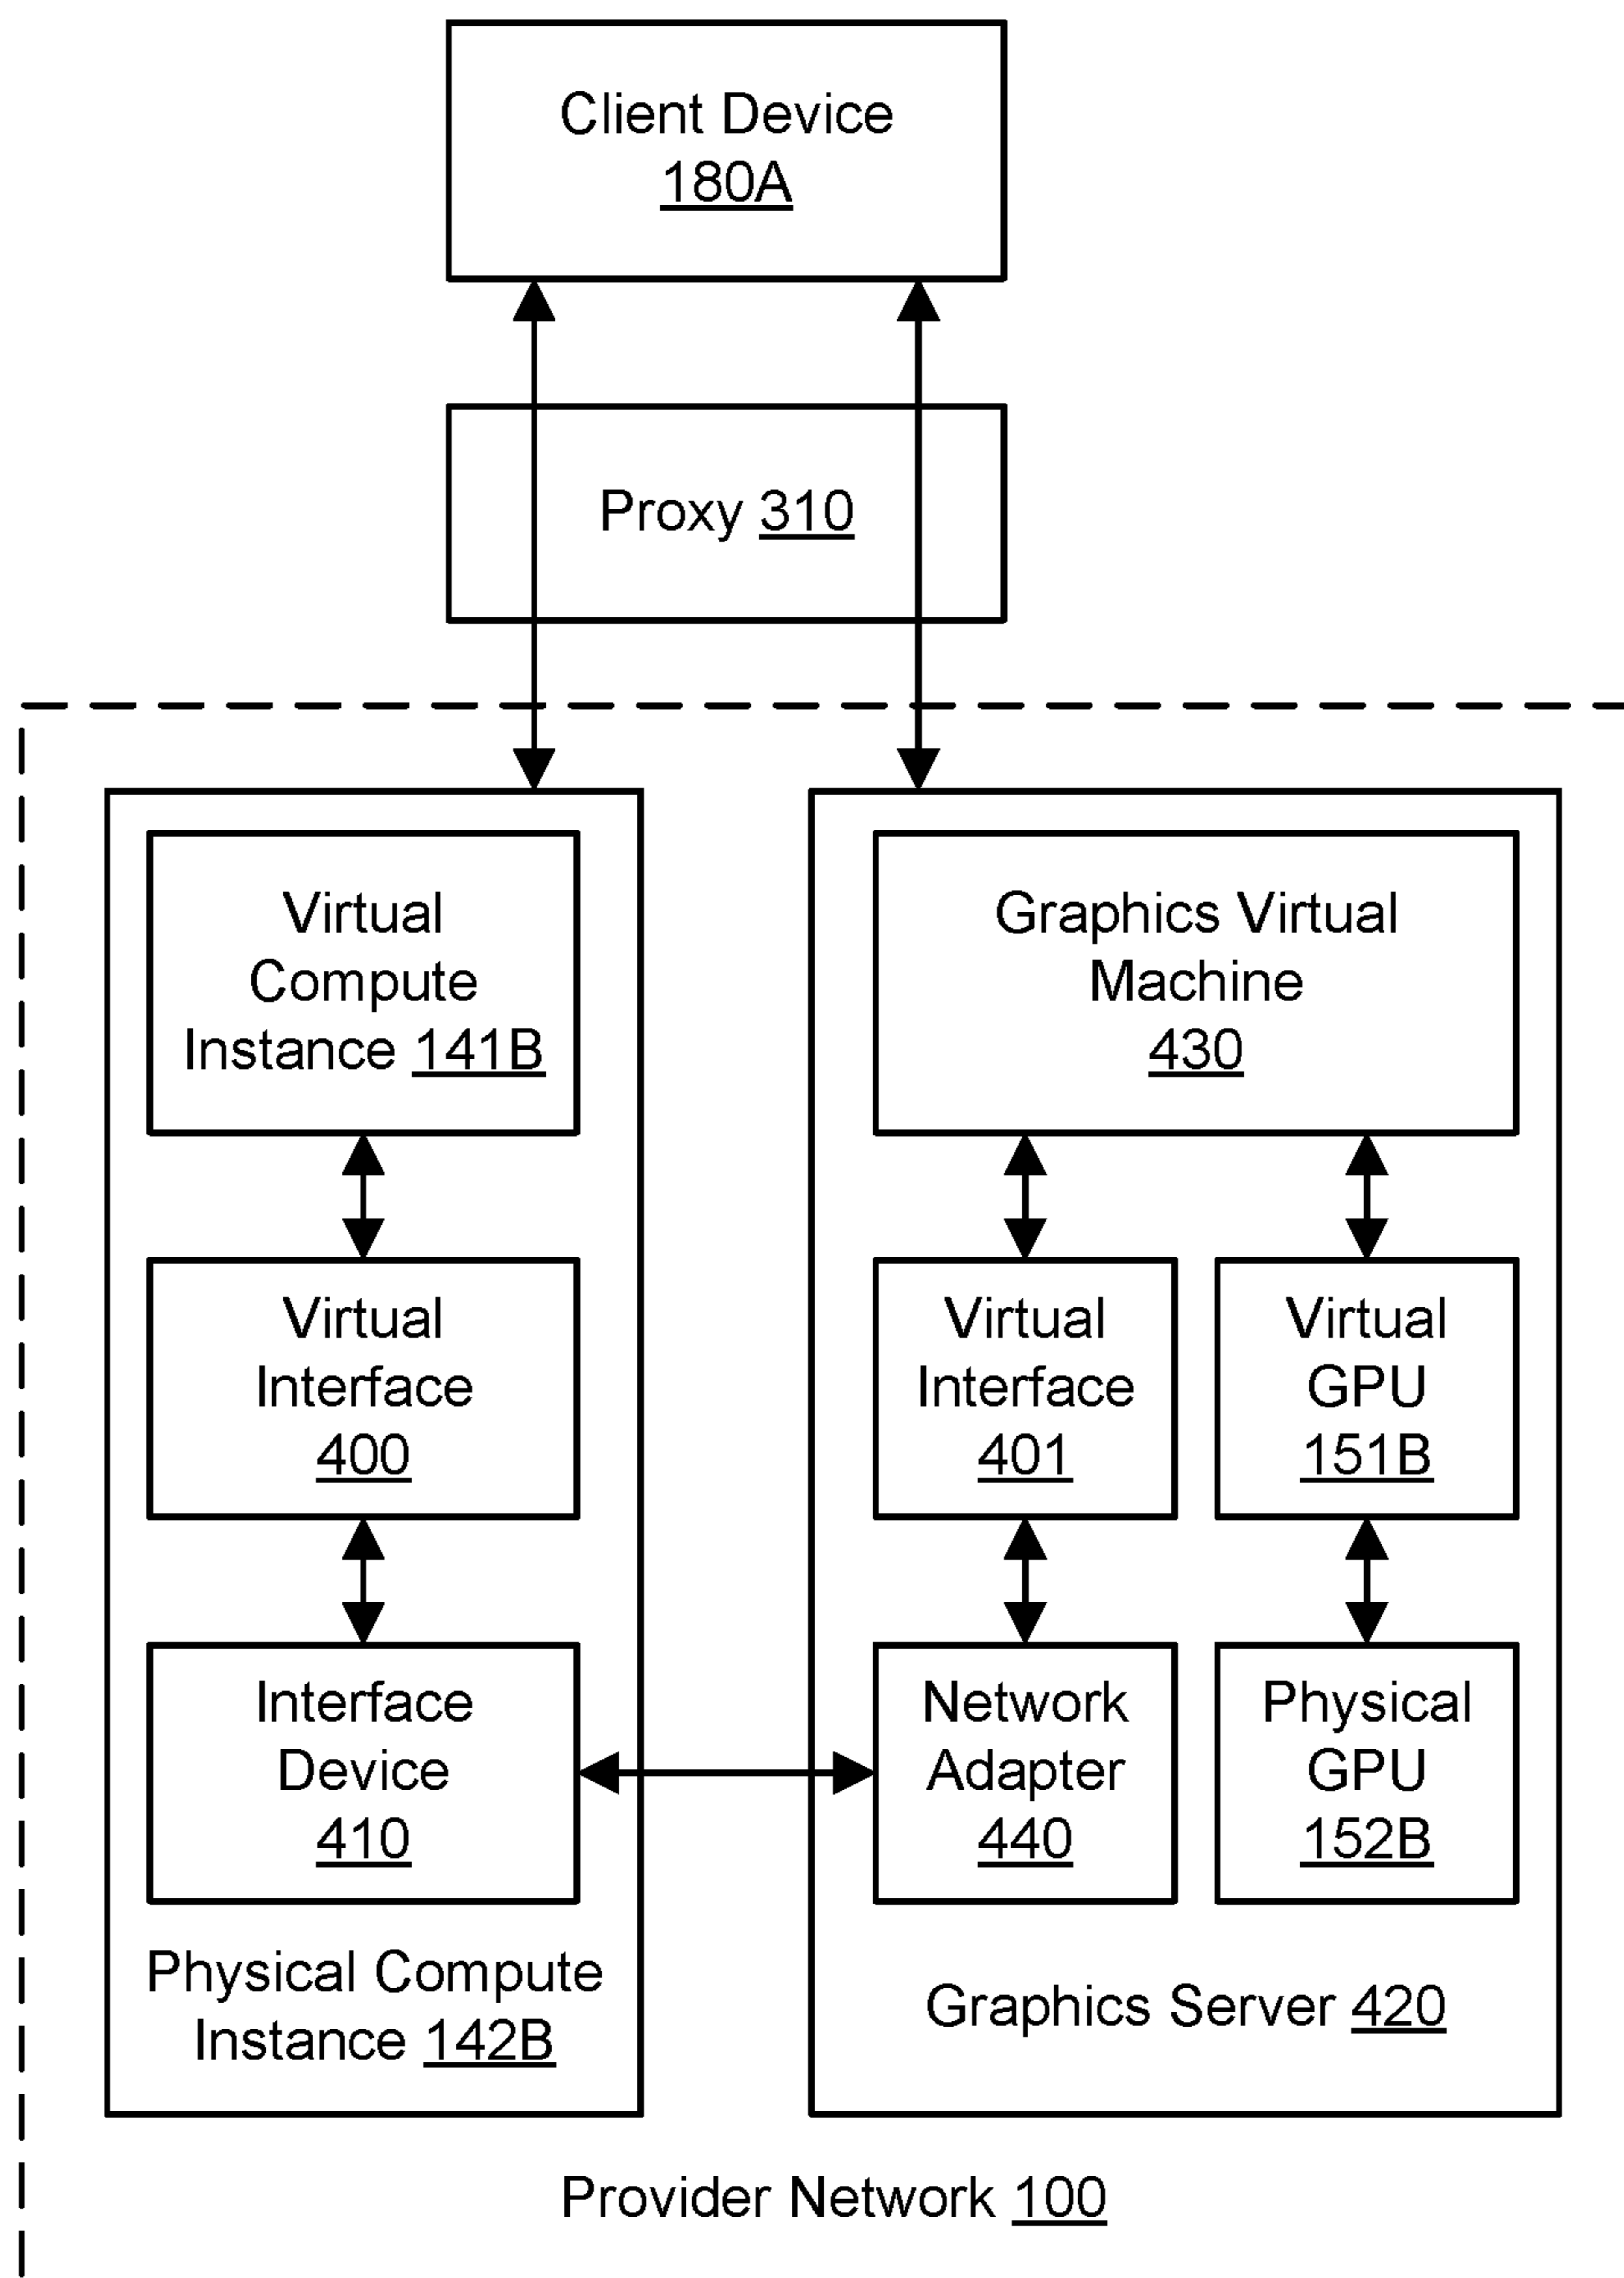 Client Device
180A
Proxy 310
Virtual
Compute
Instance 141B
Graphics Virtual
Machine
430
Virtual
Interface
400
Virtual
Interface
401
Virtual
GPU
151B
Interface
Device
410
Network
Adapter
440
Physical
GPU
152B
Physical Compute
Instance 142B
Graphics Server 420
Provider Network 100